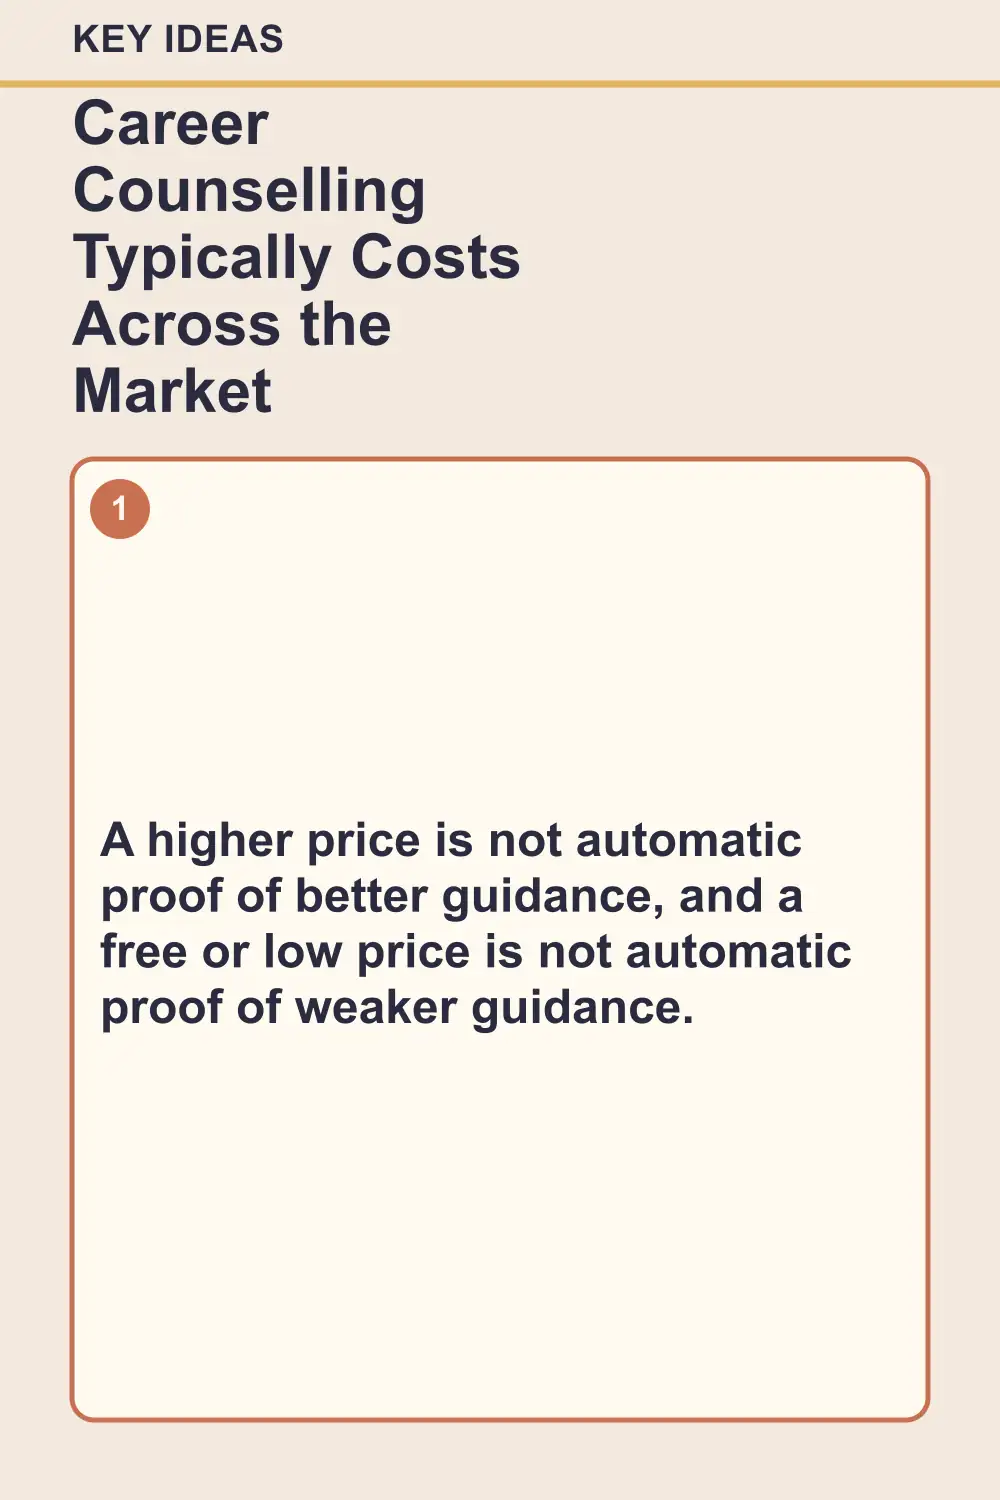 KEY IDEAS
Career
Counselling
Typically Costs
Across the
Market
1
A higher price is not automatic
proof of better guidance, and a
free or low price is not automatic
proof of weaker guidance.